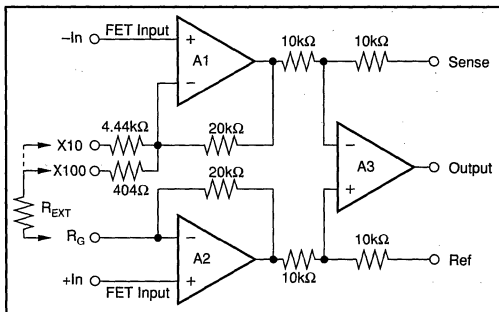 −In
FET Input
+
A1
−
10kΩ
10kΩ
Sense
4.44kΩ
X10
20kΩ
X100
404Ω
−
A3
+
Output
20kΩ
R_EXT
R_G
−
A2
+
10kΩ
10kΩ
Ref
+In
FET Input